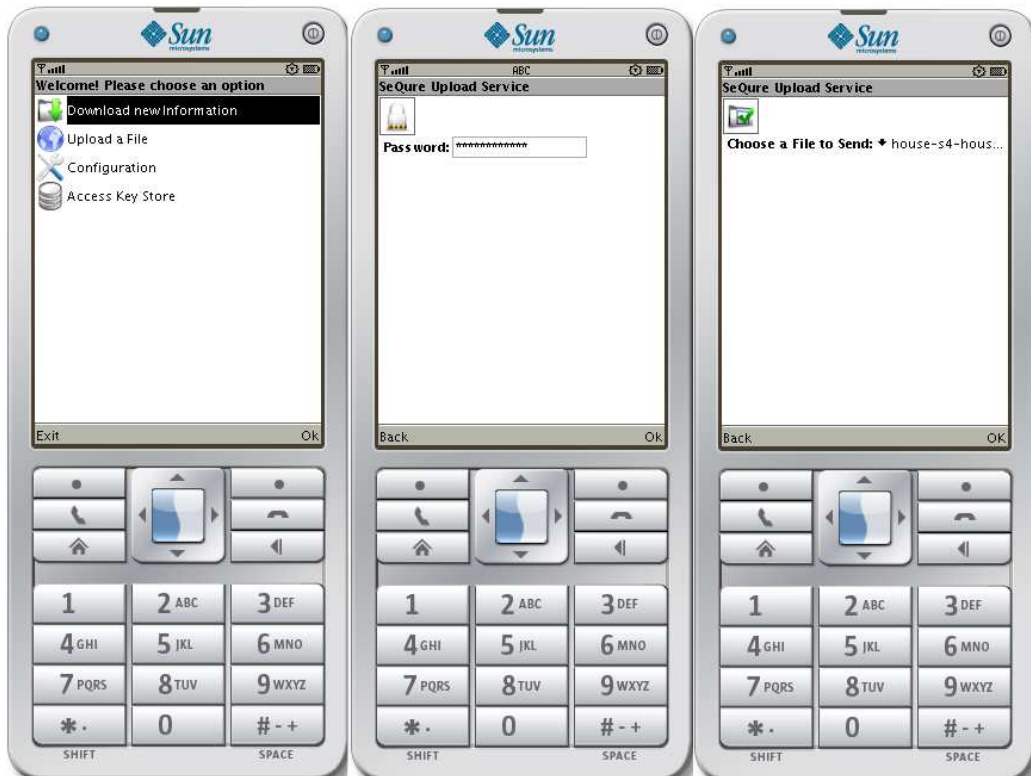 Sun
microsystems
Welcome! Please choose an option
Download new Information
Upload a File
Configuration
Access Key Store
Exit Ok
1 2 ABC 3 DEF
4 GHI 5 JKL 6 MNO
7 PQRS 8 TUV 9 WXYZ
* . 0 # - +
SHIFT SPACE
Sun
microsystems
ABC
SeQure Upload Service
Password: ************
Back Ok
1 2 ABC 3 DEF
4 GHI 5 JKL 6 MNO
7 PQRS 8 TUV 9 WXYZ
* . 0 # - +
SHIFT SPACE
Sun
microsystems
SeQure Upload Service
Choose a File to Send: house-s4-hous...
Back OK
1 2 ABC 3 DEF
4 GHI 5 JKL 6 MNO
7 PQRS 8 TUV 9 WXYZ
* . 0 # - +
SHIFT SPACE